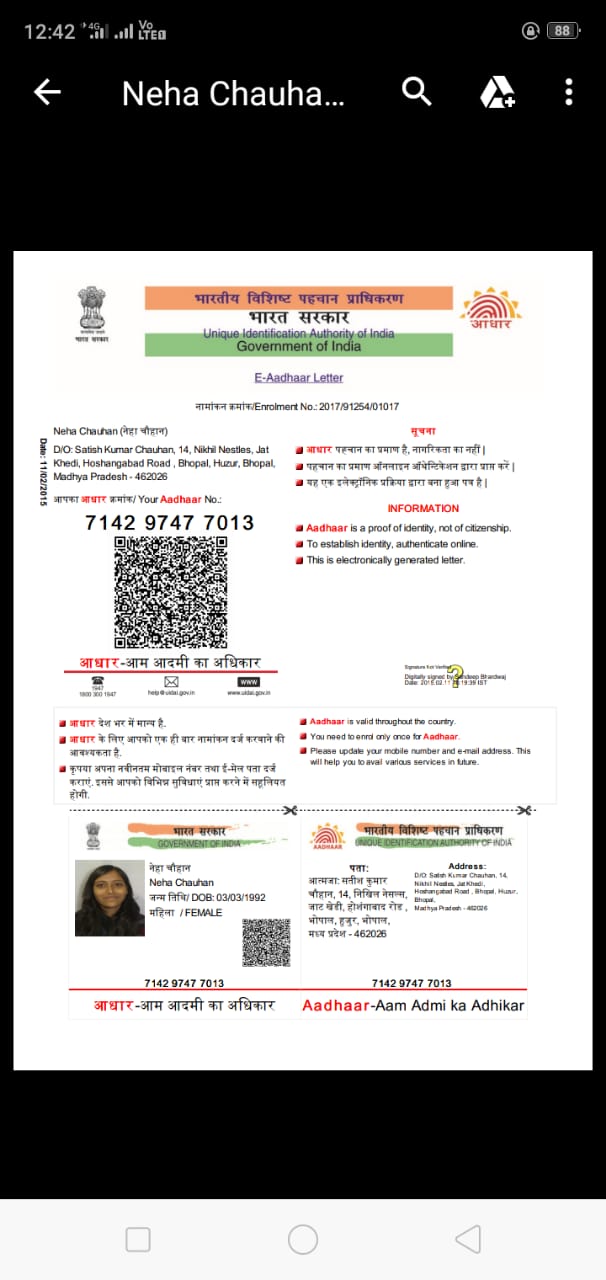 12:42 4G Vo LTE 88
Neha Chauha...
भारतीय विशिष्ट पहचान प्राधिकरण
भारत सरकार
Unique Identification Authority of India
Government of India
भारत सरकार
आधार
E-Aadhaar Letter
नामांकन क्रमांक/Enrolment No.: 2017/91254/01017
Date: 11/02/2015
Neha Chauhan (नेहा चौहान)
D/O: Satish Kumar Chauhan, 14, Nikhil Nestles, Jat
Khedi, Hoshangabad Road , Bhopal, Huzur, Bhopal,
Madhya Pradesh - 462026
आपका आधार क्रमांक/ Your Aadhaar No.:
7142 9747 7013
आधार-आम आदमी का अधिकार
1947
1800 300 1947
help@uidai.gov.in
www
www.uidai.gov.in
सूचना
आधार पहचान का प्रमाण है, नागरिकता का नहीं |
पहचान का प्रमाण ऑनलाइन ऑथेन्टिकेशन द्वारा प्राप्त करें |
यह एक इलेक्ट्रॉनिक प्रक्रिया द्वारा बना हुआ पत्र है |
INFORMATION
Aadhaar is a proof of identity, not of citizenship.
To establish identity, authenticate online.
This is electronically generated letter.
Signature Not Verified
Digitally signed by Sandeep Bhardwaj
19:39 IST
?
आधार देश भर में मान्य है.
आधार के लिए आपको एक ही बार नामांकन दर्ज करवाने की
आवश्यकता है.
कृपया अपना नवीनतम मोबाइल नंबर तथा ई-मेल पता दर्ज
कराएं. इससे आपको विभिन्न सुविधाएं प्राप्त करने में सहूलियत
होगी.
Aadhaar is valid throughout the country.
You need to enrol only once for Aadhaar.
Please update your mobile number and e-mail address. This
will help you to avail various services in future.
भारत सरकार
GOVERNMENT OF INDIA
नेहा चौहान
Neha Chauhan
जन्म तिथि/ DOB: 03/03/1992
महिला / FEMALE
7142 9747 7013
आधार-आम आदमी का अधिकार
AADHAAR
भारतीय विशिष्ट पहचान प्राधिकरण
UNIQUE IDENTIFICATION AUTHORITY OF INDIA
पता:
आत्मजा: सतीश कुमार
चौहान, 14, निखिल नेसल्स,
जाट खेडी, होशंगाबाद रोड ,
भोपाल, हुजुर, भोपाल,
मध्य प्रदेश - 462026
Address:
D/O: Satish Kumar Chauhan, 14,
Nikhil Nestles, Jat Khedi,
Hoshangabad Road , Bhopal, Huzur,
Bhopal,
Madhya Pradesh - 462026
7142 9747 7013
Aadhaar-Aam Admi ka Adhikar